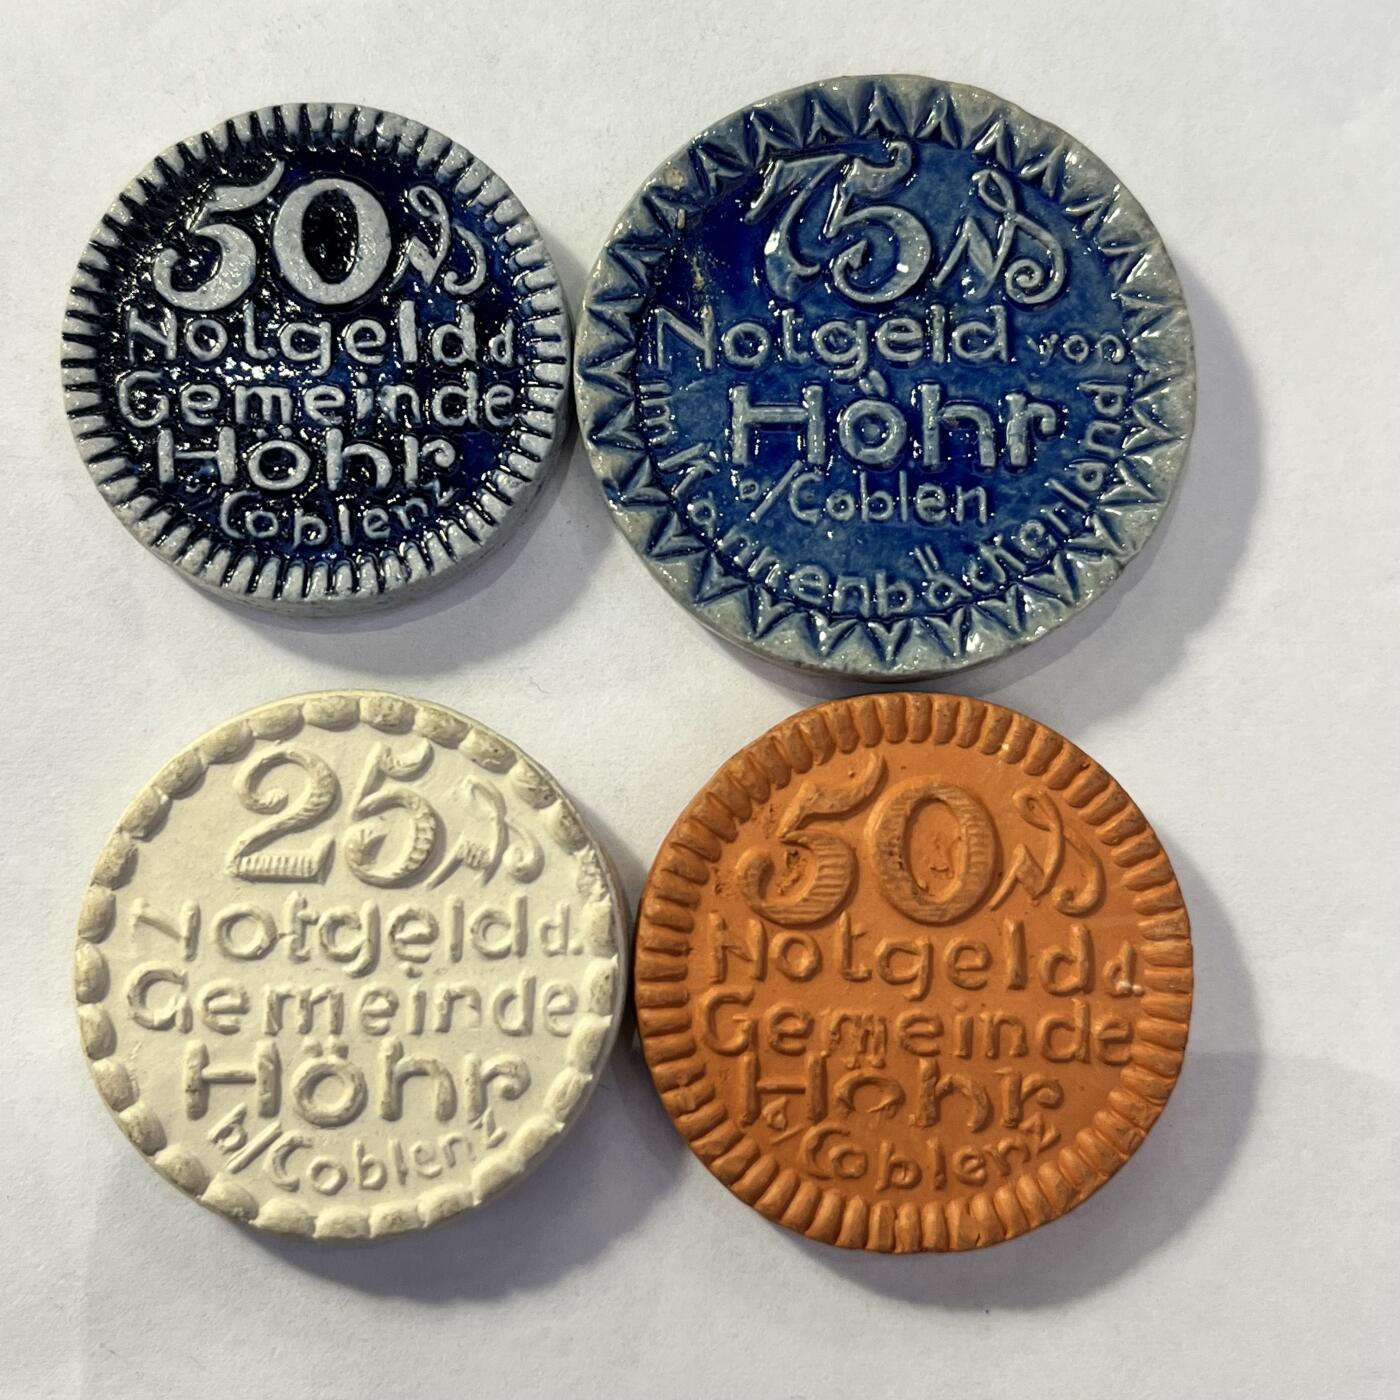 50 ₰
Notgeld d
Gemeinde
Höhr
b/Coblenz
75 ₰
Notgeld von
Höhr
b/Coblenz
im Kannenbäckerland
25 ₰
Notgeld d.
Gemeinde
Höhr
b/Coblenz
50 ₰
Notgeld d.
Gemeinde
Höhr
b/Coblenz